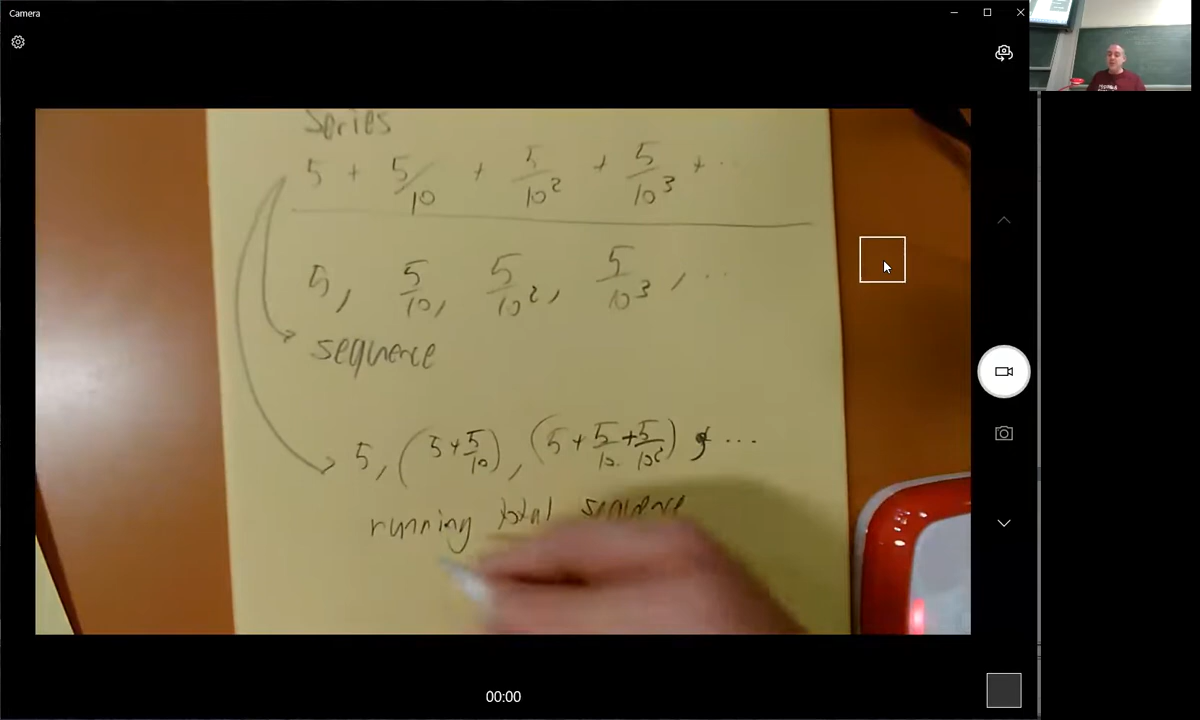 Camera
series
5 + 5/10 + 5/10² + 5/10³ + ...
5, 5/10, 5/10², 5/10³, ...
sequence
5, (5+5/10), (5+5/10+5/10²), ...
running total sequence
00:00